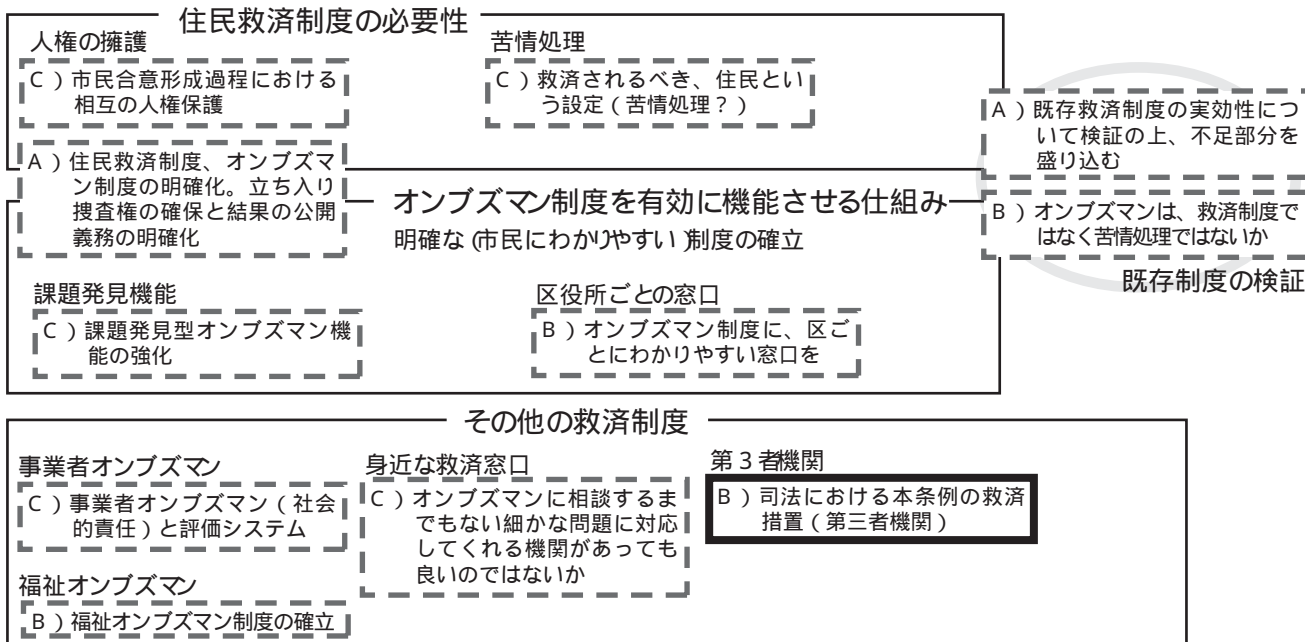 住民救済制度の必要性
人権の擁護
C）市民合意形成過程における
相互の人権保護
苦情処理
C）救済されるべき、住民とい
う設定（苦情処理？）
A）既存救済制度の実効性につ
いて検証の上、不足部分を
盛り込む
B）オンブズマンは、救済制度で
はなく苦情処理ではないか
既存制度の検証
A）住民救済制度、オンブズマ
ン制度の明確化。立ち入り
捜査権の確保と結果の公開
義務の明確化
オンブズマン制度を有効に機能させる仕組み
明確な(市民にわかりやすい)制度の確立
課題発見機能
C）課題発見型オンブズマン機
能の強化
区役所ごとの窓口
B）オンブズマン制度に、区ご
とにわかりやすい窓口を
その他の救済制度
事業者オンブズマン
C）事業者オンブズマン（社会
的責任）と評価システム
福祉オンブズマン
B）福祉オンブズマン制度の確立
身近な救済窓口
C）オンブズマンに相談するま
でもない細かな問題に対応
してくれる機関があっても
良いのではないか
第3者機関
B）司法における本条例の救済
措置（第三者機関）